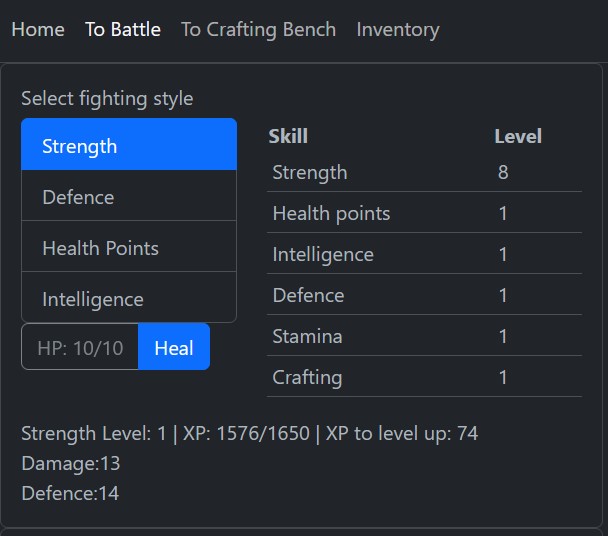 Home To Battle To Crafting Bench Inventory
Select fighting style
Strength
Defence
Health Points
Intelligence
HP: 10/10 Heal
Skill Level
Strength 8
Health points 1
Intelligence 1
Defence 1
Stamina 1
Crafting 1
Strength Level: 1 | XP: 1576/1650 | XP to level up: 74
Damage:13
Defence:14